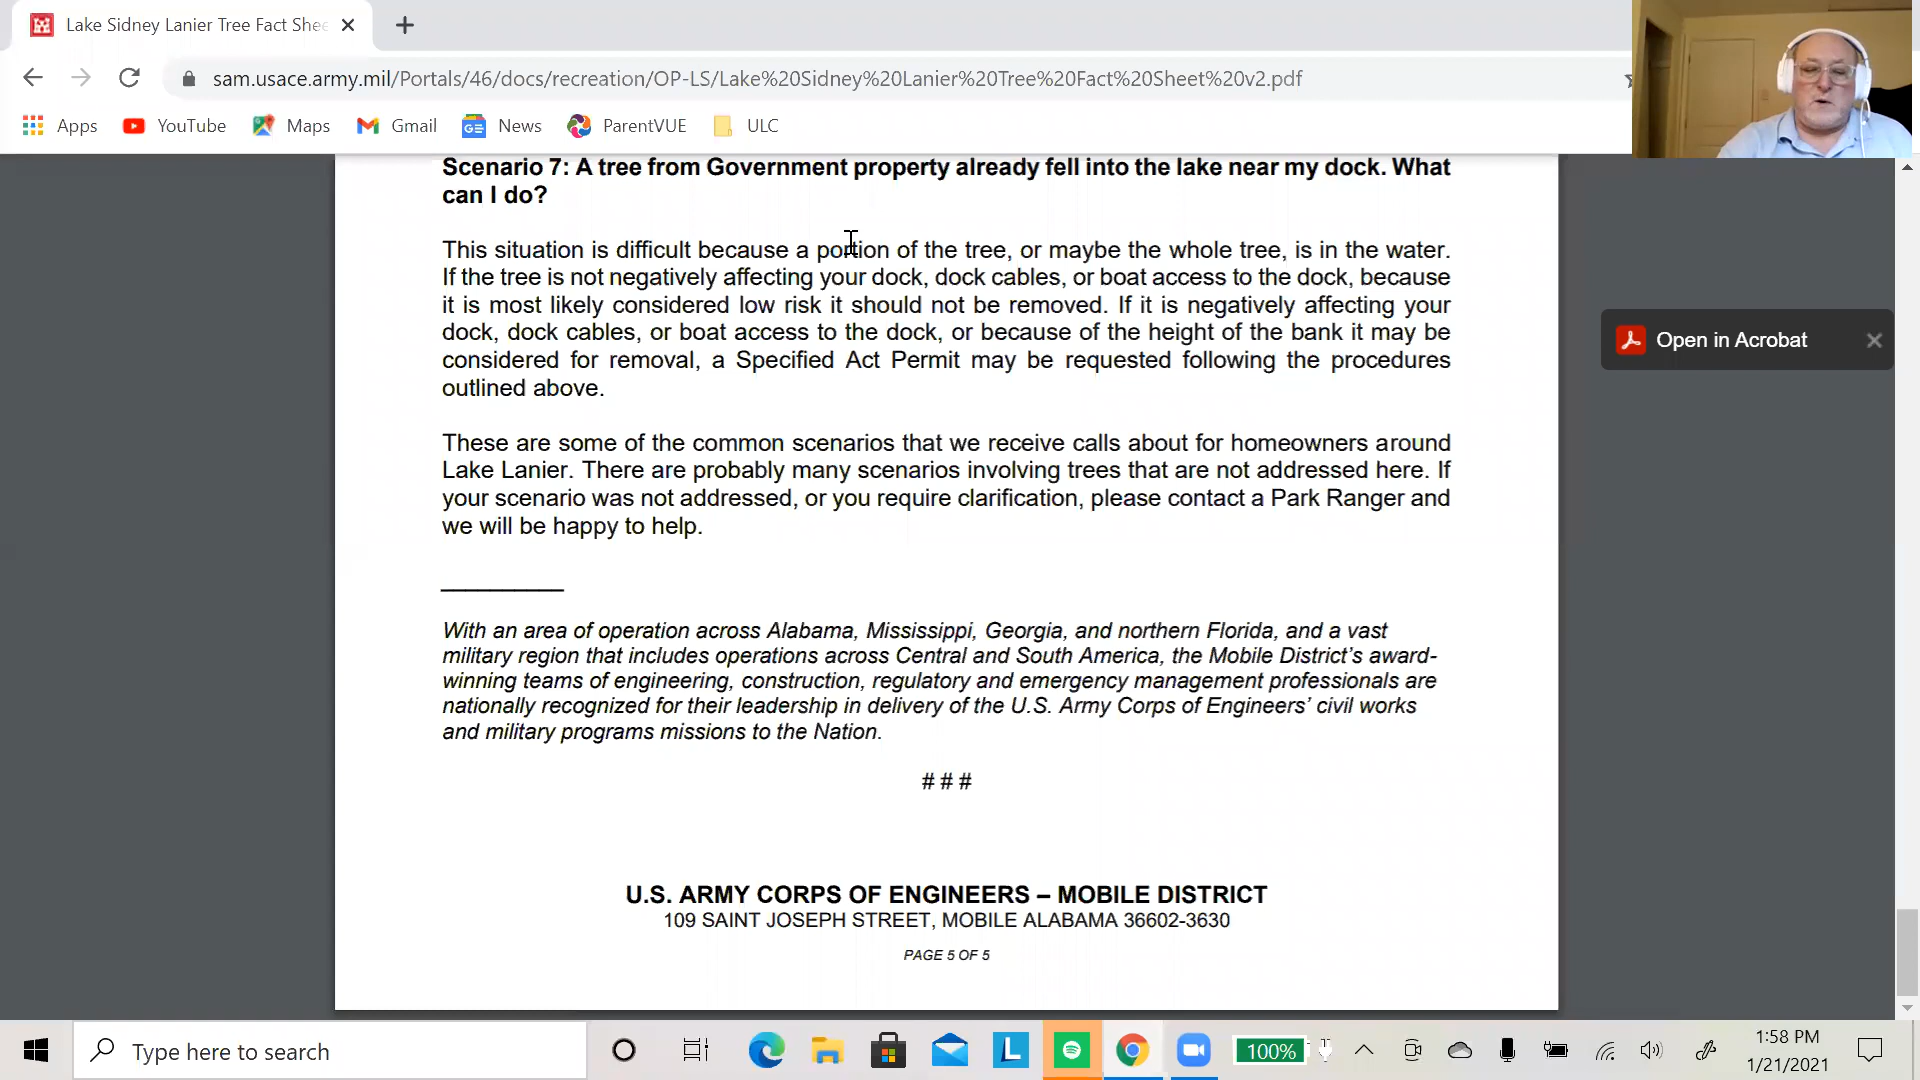 Lake Sidney Lanier Tree Fact Shee
sam.usace.army.mil/Portals/46/docs/recreation/OP-LS/Lake%20Sidney%20Lanier%20Tree%20Fact%20Sheet%20v2.pdf
Apps YouTube Maps Gmail News ParentVUE ULC
Scenario 7: A tree from Government property already fell into the lake near my dock. What
can I do?
This situation is difficult because a portion of the tree, or maybe the whole tree, is in the water.
If the tree is not negatively affecting your dock, dock cables, or boat access to the dock, because
it is most likely considered low risk it should not be removed. If it is negatively affecting your
dock, dock cables, or boat access to the dock, or because of the height of the bank it may be
considered for removal, a Specified Act Permit may be requested following the procedures
outlined above.
Open in Acrobat
These are some of the common scenarios that we receive calls about for homeowners around
Lake Lanier. There are probably many scenarios involving trees that are not addressed here. If
your scenario was not addressed, or you require clarification, please contact a Park Ranger and
we will be happy to help.
With an area of operation across Alabama, Mississippi, Georgia, and northern Florida, and a vast
military region that includes operations across Central and South America, the Mobile District's award-
winning teams of engineering, construction, regulatory and emergency management professionals are
nationally recognized for their leadership in delivery of the U.S. Army Corps of Engineers' civil works
and military programs missions to the Nation.
# # #
U.S. ARMY CORPS OF ENGINEERS – MOBILE DISTRICT
109 SAINT JOSEPH STREET, MOBILE ALABAMA 36602-3630
PAGE 5 OF 5
Type here to search
L
100%
1:58 PM
1/21/2021